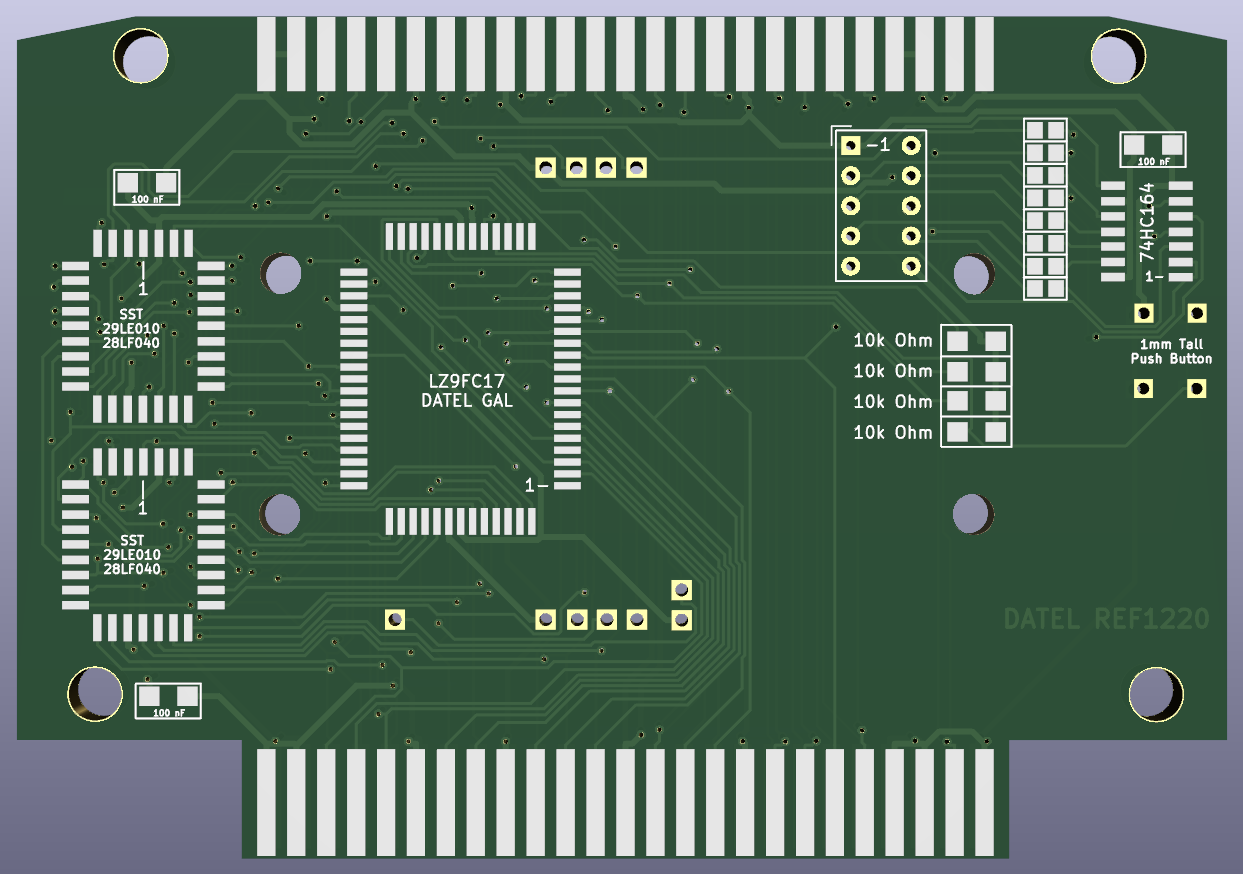 -1
100 nF
100 nF
74HC164
1-
1
SST
29LE010
28LF040
1mm Tall
Push Button
10k Ohm
10k Ohm
10k Ohm
10k Ohm
LZ9FC17
DATEL GAL
1-
1
SST
29LE010
28LF040
DATEL REF1220
100 nF